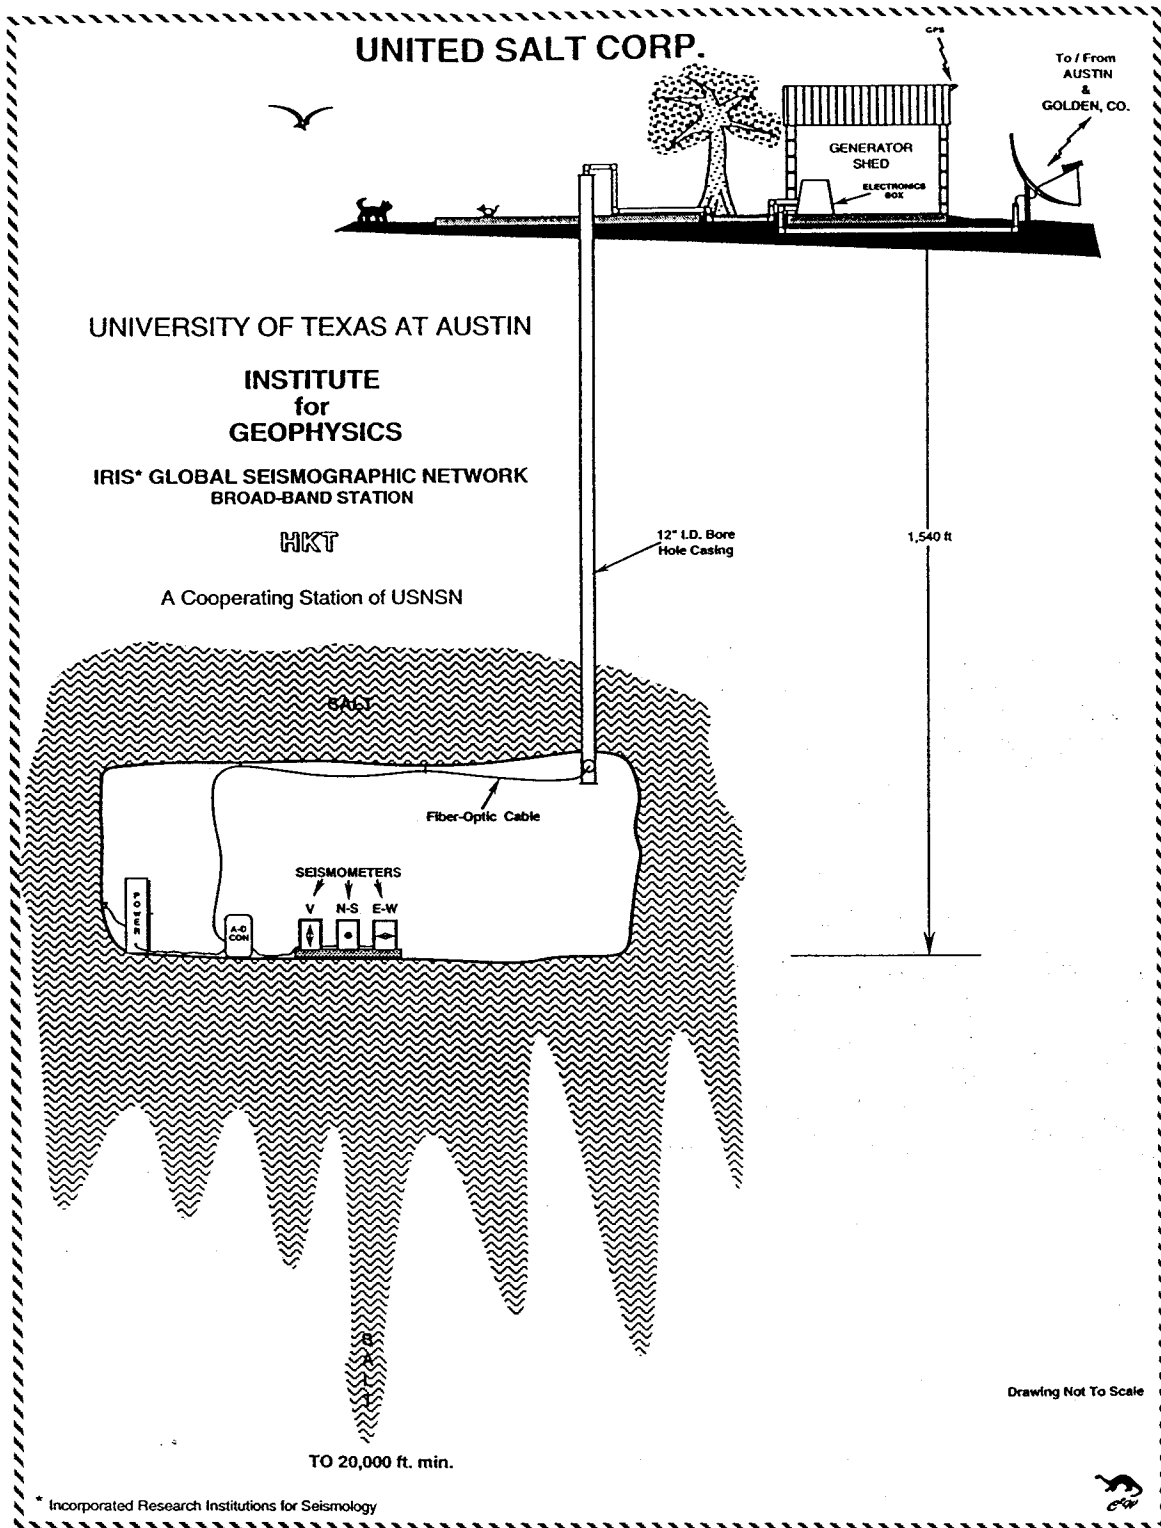 UNITED SALT CORP.
GPS
To / From
AUSTIN
&
GOLDEN, CO.
GENERATOR
SHED
ELECTRONICS
BOX
UNIVERSITY OF TEXAS AT AUSTIN
INSTITUTE
for
GEOPHYSICS
IRIS* GLOBAL SEISMOGRAPHIC NETWORK
BROAD-BAND STATION
HKT
A Cooperating Station of USNSN
12" I.D. Bore
Hole Casing
1,540 ft
SALT
Fiber-Optic Cable
SEISMOMETERS
V N-S E-W
POWER
A-D
CON
SALT
TO 20,000 ft. min.
Drawing Not To Scale
* Incorporated Research Institutions for Seismology